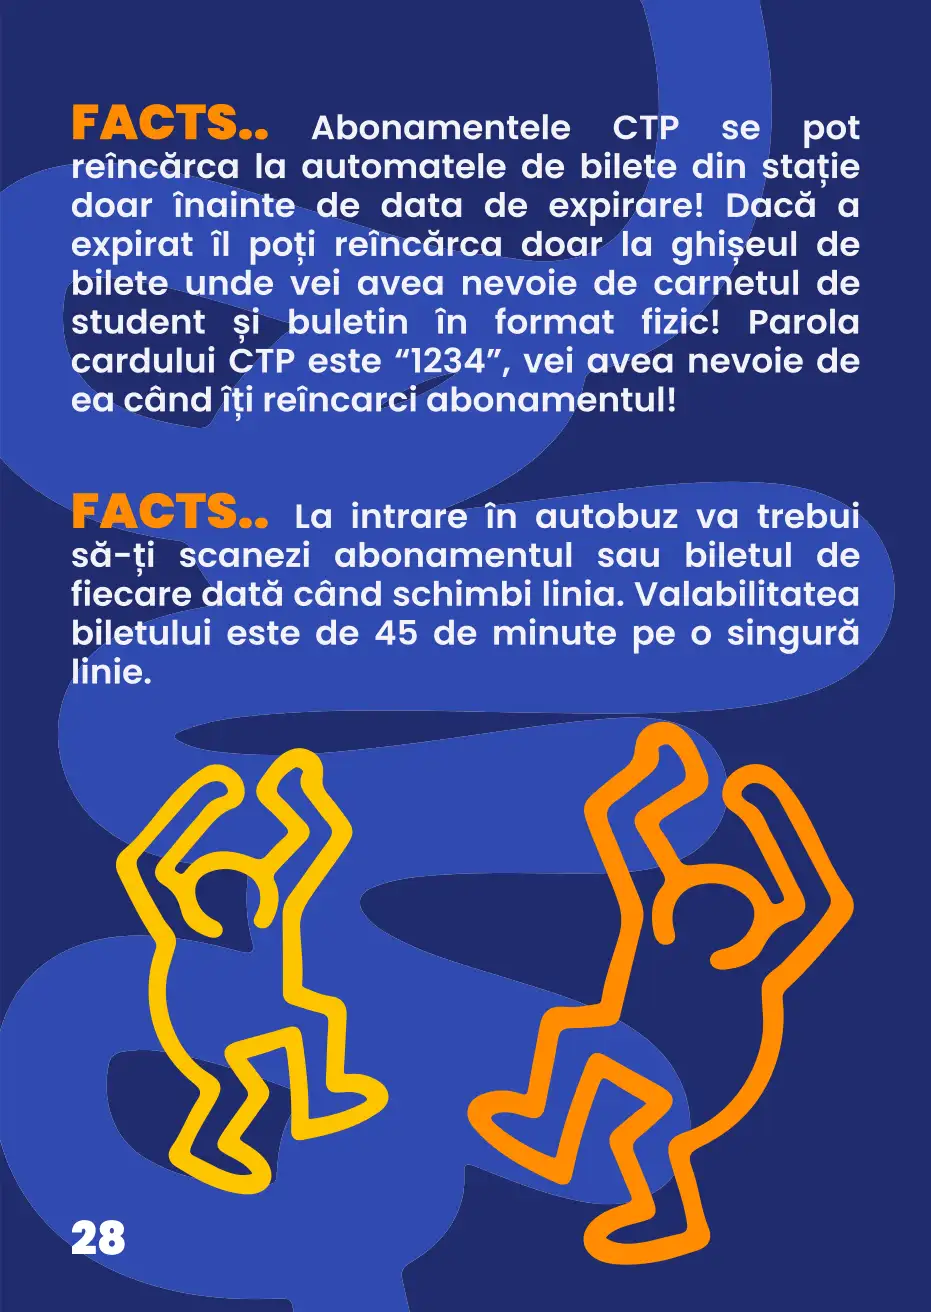 FACTS.. Abonamentele CTP se pot
reîncărca la automatele de bilete din stație
doar înainte de data de expirare! Dacă a
expirat îl poți reîncărca doar la ghișeul de
bilete unde vei avea nevoie de carnetul de
student și buletin în format fizic! Parola
cardului CTP este “1234”, vei avea nevoie de
ea când îți reîncarci abonamentul!
FACTS.. La intrare în autobuz va trebui
să-ți scanezi abonamentul sau biletul de
fiecare dată când schimbi linia. Valabilitatea
biletului este de 45 de minute pe o singură
linie.
28